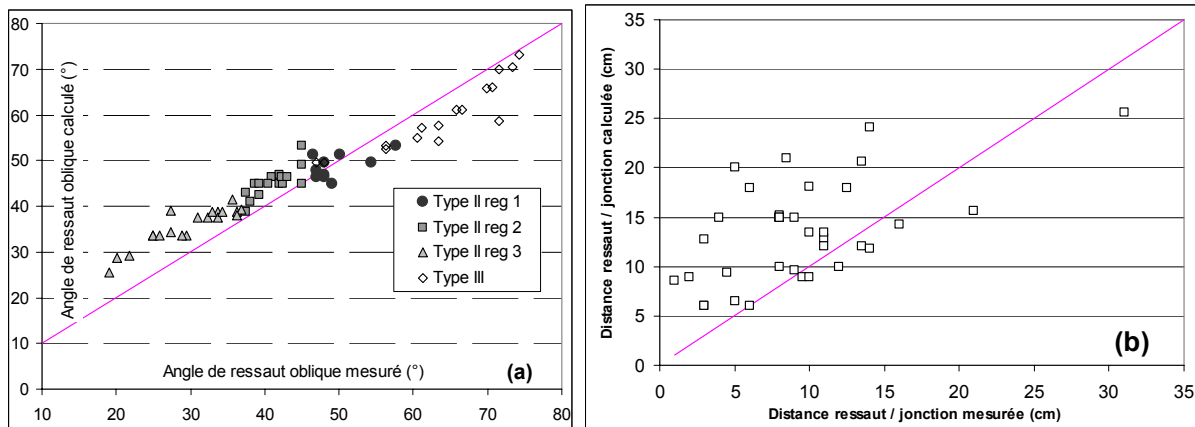 80
70
60
50
40
30
20
10
0
Angle de ressaut oblique calculé (°)
Type II reg 1
Type II reg 2
Type II reg 3
Type III
Angle de ressaut oblique mesuré (°)
(a)
10 20 30 40 50 60 70 80
35
30
25
20
15
10
5
0
Distance ressaut / jonction calculée (cm)
(b)
0 5 10 15 20 25 30 35
Distance ressaut / jonction mesurée (cm)